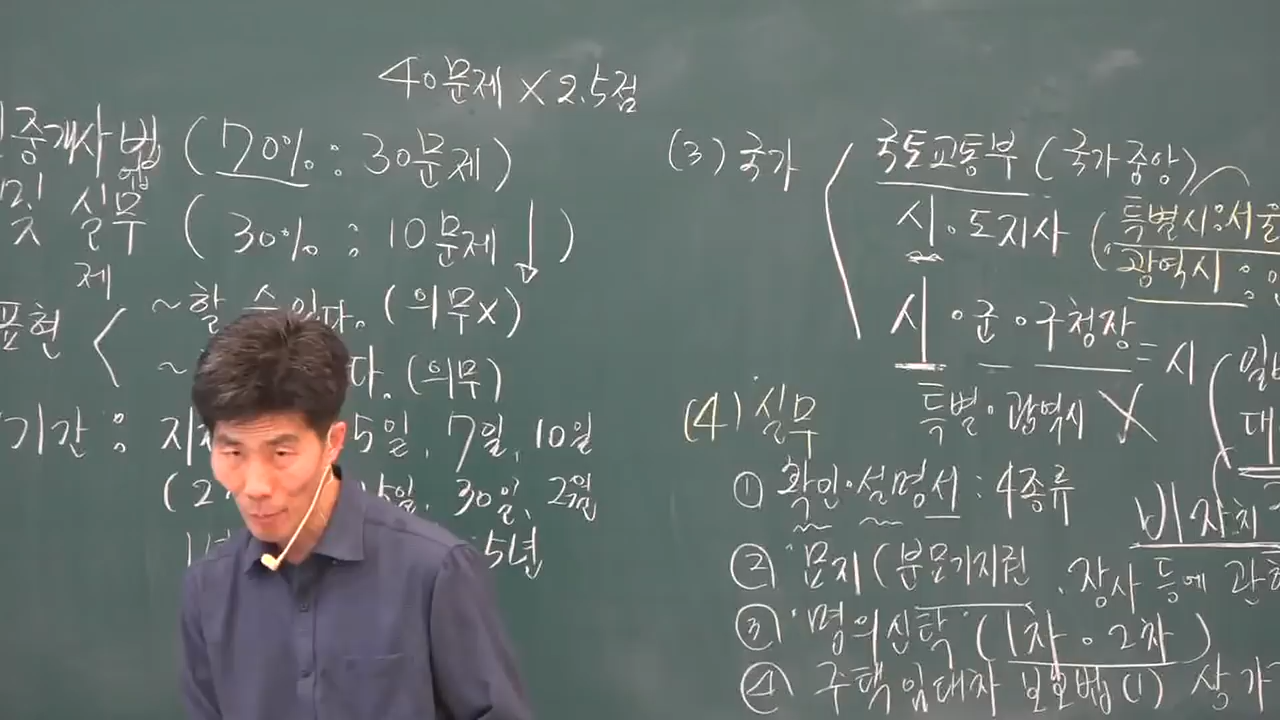 40문제 × 2.5점
중개사법 (70% : 30문제)
및 실무 (30% : 10문제 ↓)
제
표현 < ~할 수 있다. (의무x)
~ 다. (의무)
기간 : 5일, 7일, 10일
(2 15일, 30일, 2월
5년
(3) 국가 국토교통부 (국가중앙)
시·도지사 (특별시:서울
광역시 :
시·군·구청장 = 시 (
특별·광역시 X 대
(4) 실무
① 확인·설명서 : 4종류
비자치
② 묘지 (분묘기지권 . 장사 등에 관
③ 명의신탁 (1차·2차)
④ 주택임대차 보호법(1) 상가